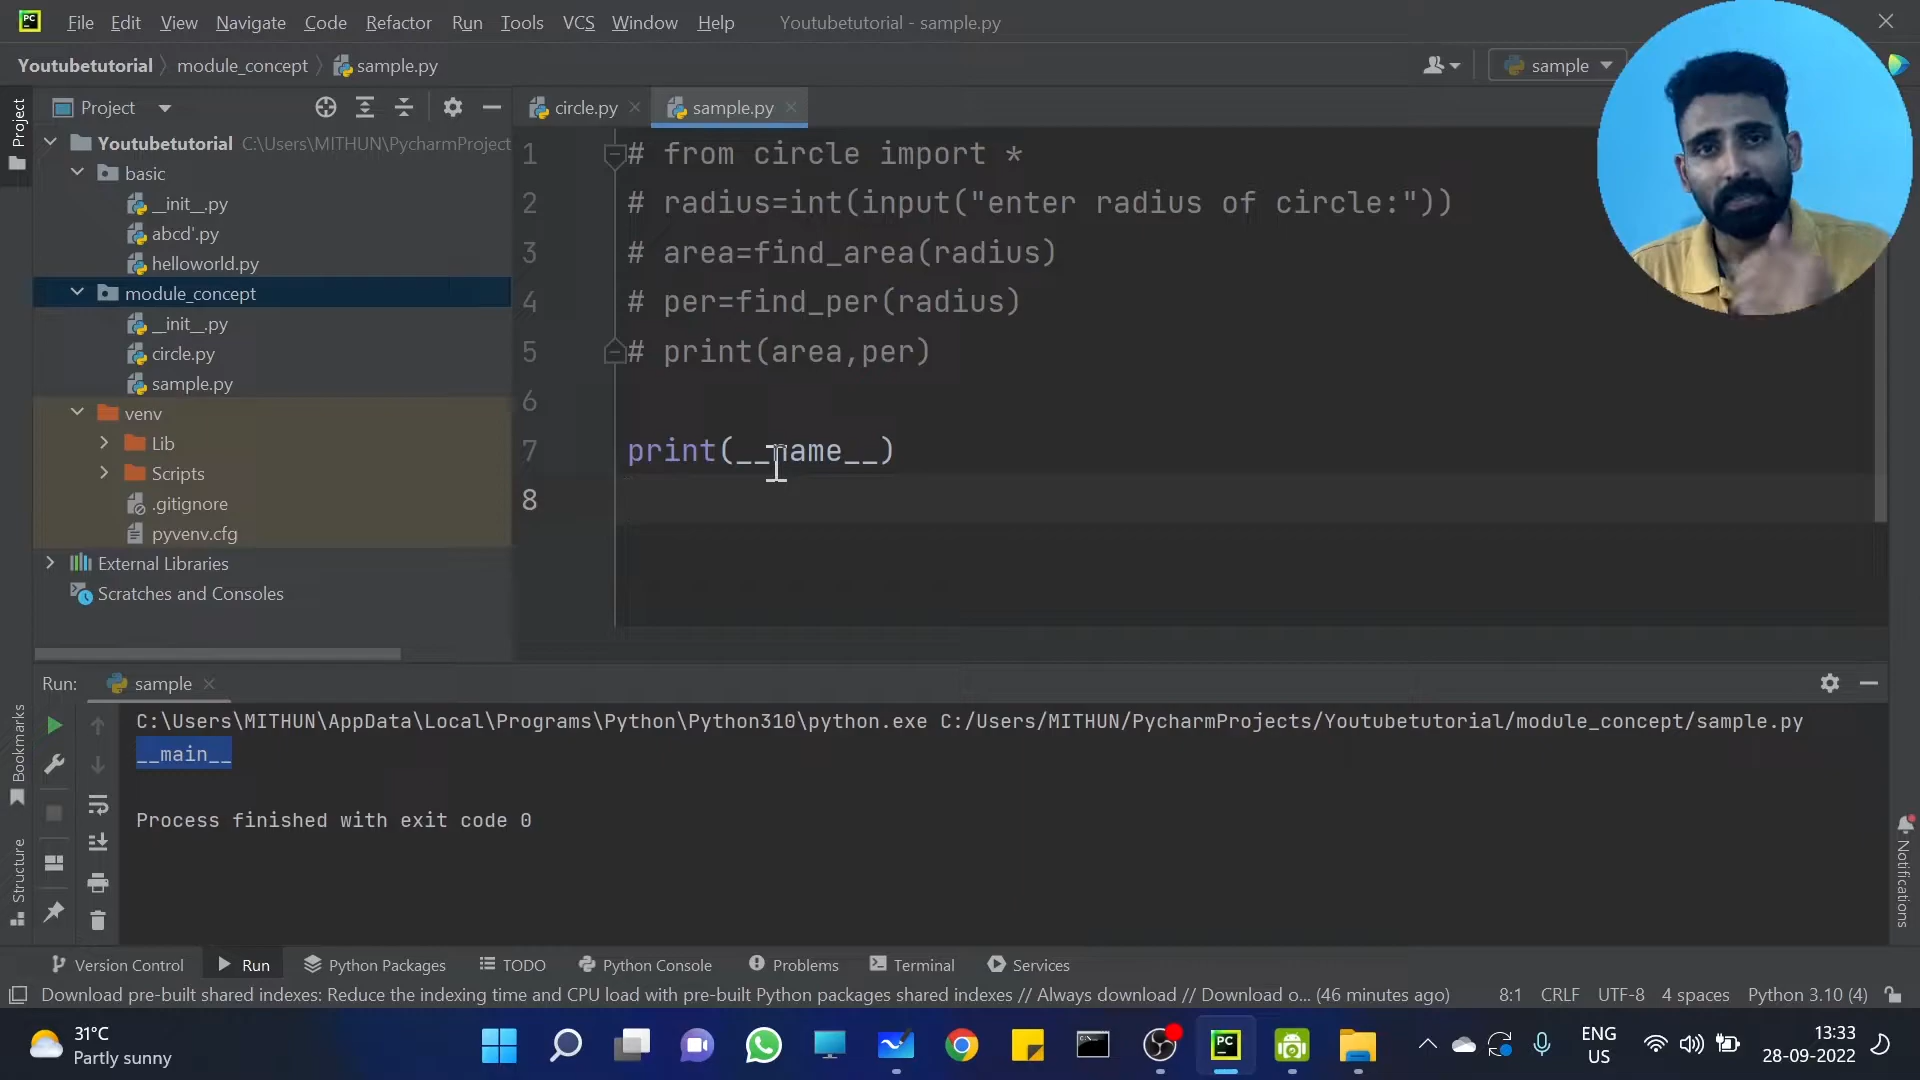 File Edit View Navigate Code Refactor Run Tools VCS Window Help Youtubetutorial - sample.py
Youtubetutorial module_concept sample.py sample
Project circle.py sample.py
Youtubetutorial C:\Users\MITHUN\PycharmProject
basic
__init__.py
abcd'.py
helloworld.py
module_concept
__init__.py
circle.py
sample.py
venv
Lib
Scripts
.gitignore
pyvenv.cfg
External Libraries
Scratches and Consoles
1 # from circle import *
2 # radius=int(input("enter radius of circle:"))
3 # area=find_area(radius)
4 # per=find_per(radius)
5 # print(area,per)
6
7 print(__name__)
8
Project
Bookmarks
Structure
Notifications
Run: sample
C:\Users\MITHUN\AppData\Local\Programs\Python\Python310\python.exe C:/Users/MITHUN/PycharmProjects/Youtubetutorial/module_concept/sample.py
__main__
Process finished with exit code 0
Version Control Run Python Packages TODO Python Console Problems Terminal Services
Download pre-built shared indexes: Reduce the indexing time and CPU load with pre-built Python packages shared indexes // Always download // Download o... (46 minutes ago) 8:1 CRLF UTF-8 4 spaces Python 3.10 (4)
31°C
Partly sunny
ENG
US
13:33
28-09-2022
PC
PC